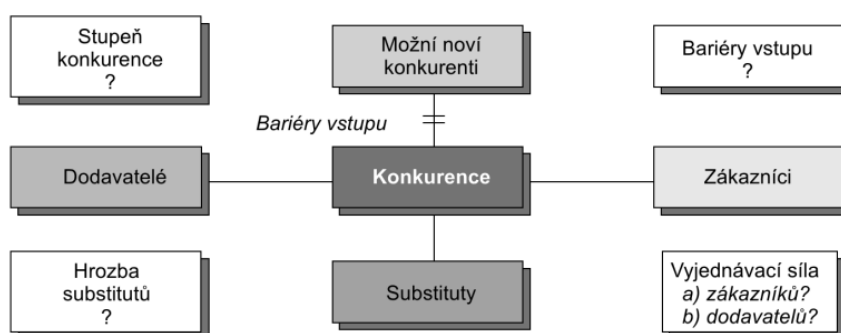 Stupeň
konkurence
?
Možní noví
konkurenti
Bariéry vstupu
?
Bariéry vstupu
Dodavatelé
Konkurence
Zákazníci
Hrozba
substitutů
?
Substituty
Vyjednávací síla
a) zákazníků?
b) dodavatelů?